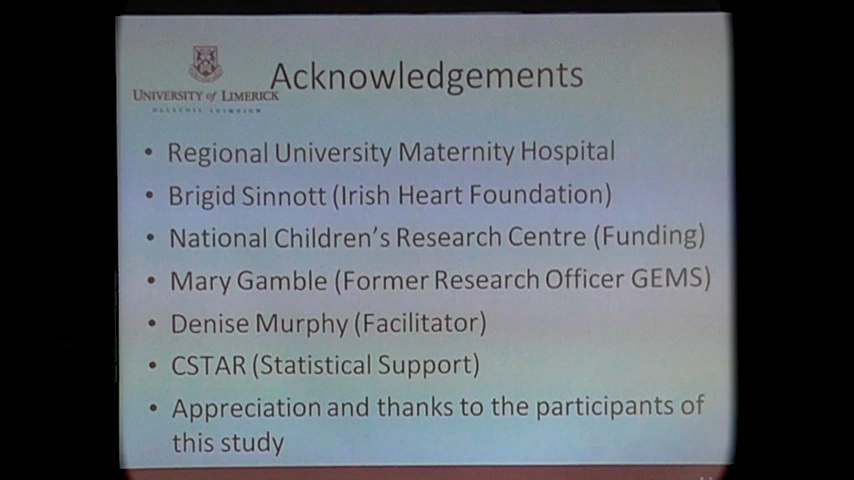 Acknowledgements
UNIVERSITY of LIMERICK
OLLSCOIL LUIMNIGH
• Regional University Maternity Hospital
• Brigid Sinnott (Irish Heart Foundation)
• National Children's Research Centre (Funding)
• Mary Gamble (Former Research Officer GEMS)
• Denise Murphy (Facilitator)
• CSTAR (Statistical Support)
• Appreciation and thanks to the participants of
this study